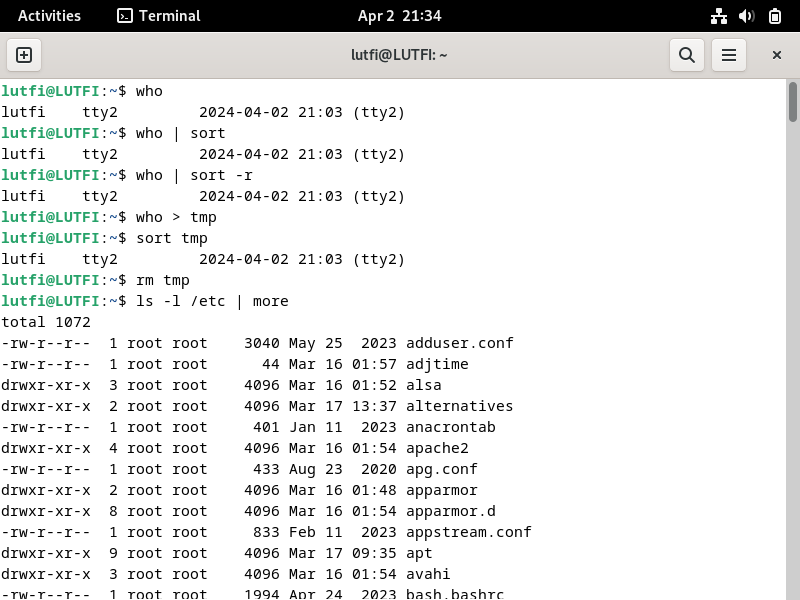 Activities Terminal Apr 2 21:34
lutfi@LUTFI: ~
lutfi@LUTFI:~$ who
lutfi    tty2         2024-04-02 21:03 (tty2)
lutfi@LUTFI:~$ who | sort
lutfi    tty2         2024-04-02 21:03 (tty2)
lutfi@LUTFI:~$ who | sort -r
lutfi    tty2         2024-04-02 21:03 (tty2)
lutfi@LUTFI:~$ who > tmp
lutfi@LUTFI:~$ sort tmp
lutfi    tty2         2024-04-02 21:03 (tty2)
lutfi@LUTFI:~$ rm tmp
lutfi@LUTFI:~$ ls -l /etc | more
total 1072
-rw-r--r--  1 root root    3040 May 25  2023 adduser.conf
-rw-r--r--  1 root root      44 Mar 16 01:57 adjtime
drwxr-xr-x  3 root root    4096 Mar 16 01:52 alsa
drwxr-xr-x  2 root root    4096 Mar 17 13:37 alternatives
-rw-r--r--  1 root root     401 Jan 11  2023 anacrontab
drwxr-xr-x  4 root root    4096 Mar 16 01:54 apache2
-rw-r--r--  1 root root     433 Aug 23  2020 apg.conf
drwxr-xr-x  2 root root    4096 Mar 16 01:48 apparmor
drwxr-xr-x  8 root root    4096 Mar 16 01:54 apparmor.d
-rw-r--r--  1 root root     833 Feb 11  2023 appstream.conf
drwxr-xr-x  9 root root    4096 Mar 17 09:35 apt
drwxr-xr-x  3 root root    4096 Mar 16 01:54 avahi
-rw-r--r--  1 root root    1994 Apr 24  2023 bash.bashrc